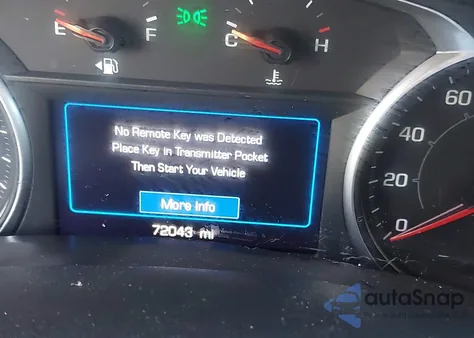 E F C H
No Remote Key was Detected
Place Key in Transmitter Pocket
Then Start Your Vehicle
More Info
72043 mi
60
40
20
0
autaSnap